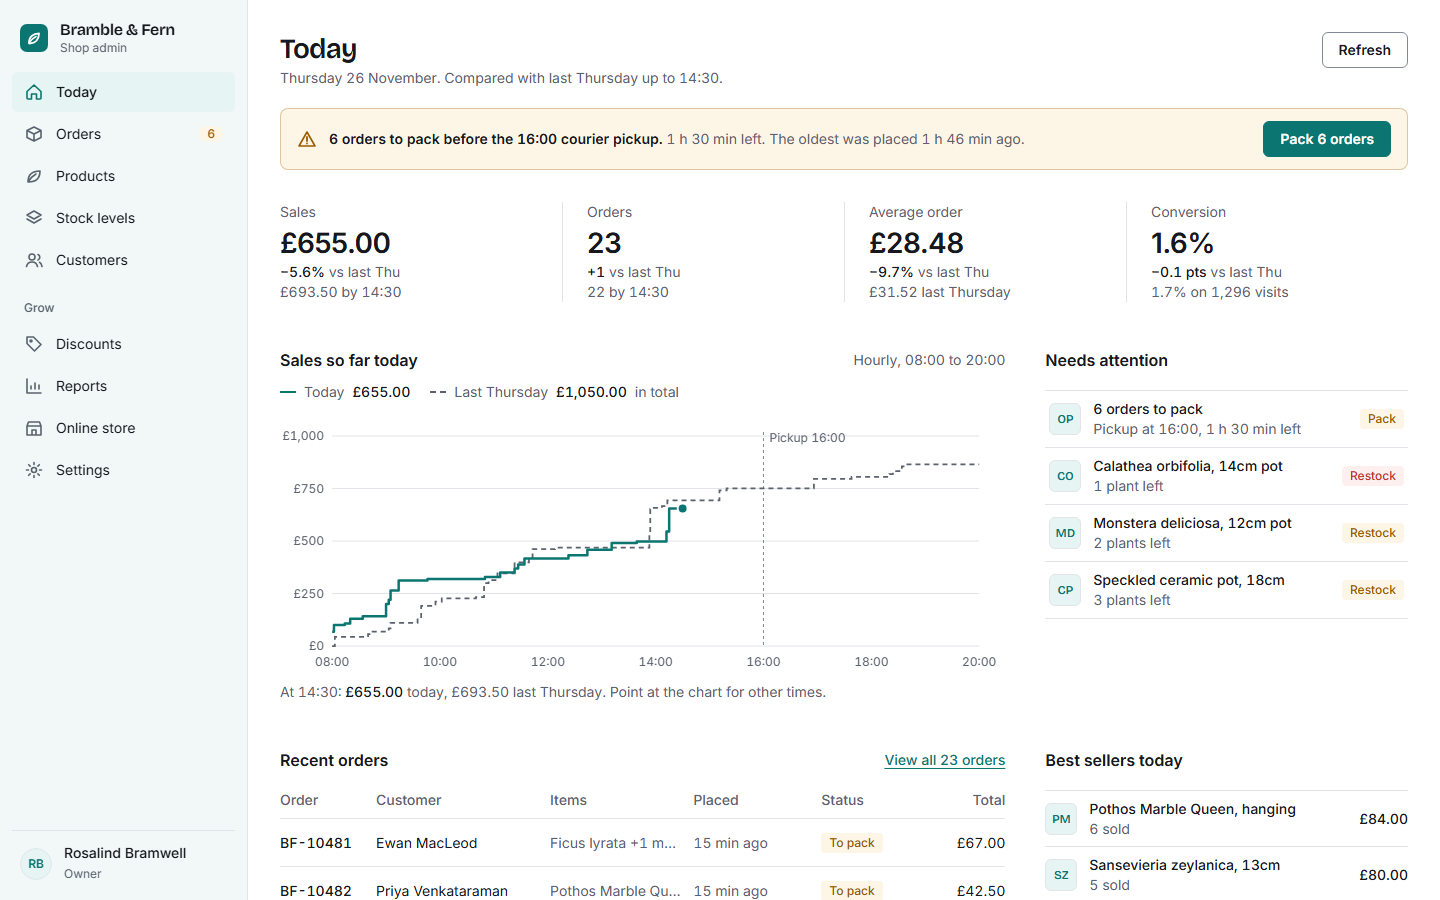 Bramble & Fern
Shop admin
Today
Orders 6
Products
Stock levels
Customers
Grow
Discounts
Reports
Online store
Settings
RB
Rosalind Bramwell
Owner
Today
Refresh
Thursday 26 November. Compared with last Thursday up to 14:30.
6 orders to pack before the 16:00 courier pickup. 1 h 30 min left. The oldest was placed 1 h 46 min ago.
Pack 6 orders
Sales
£655.00
−5.6% vs last Thu
£693.50 by 14:30
Orders
23
+1 vs last Thu
22 by 14:30
Average order
£28.48
−9.7% vs last Thu
£31.52 last Thursday
Conversion
1.6%
−0.1 pts vs last Thu
1.7% on 1,296 visits
Sales so far today
Hourly, 08:00 to 20:00
Today £655.00 Last Thursday £1,050.00 in total
£1,000
£750
£500
£250
£0
Pickup 16:00
08:00 10:00 12:00 14:00 16:00 18:00 20:00
At 14:30: £655.00 today, £693.50 last Thursday. Point at the chart for other times.
Needs attention
OP
6 orders to pack
Pickup at 16:00, 1 h 30 min left
Pack
CO
Calathea orbifolia, 14cm pot
1 plant left
Restock
MD
Monstera deliciosa, 12cm pot
2 plants left
Restock
CP
Speckled ceramic pot, 18cm
3 plants left
Restock
Recent orders
View all 23 orders
Order Customer Items Placed Status Total
BF-10481 Ewan MacLeod Ficus lyrata +1 m... 15 min ago To pack £67.00
BF-10482 Priya Venkataraman Pothos Marble Qu... 15 min ago To pack £42.50
Best sellers today
PM
Pothos Marble Queen, hanging
6 sold
£84.00
SZ
Sansevieria zeylanica, 13cm
5 sold
£80.00